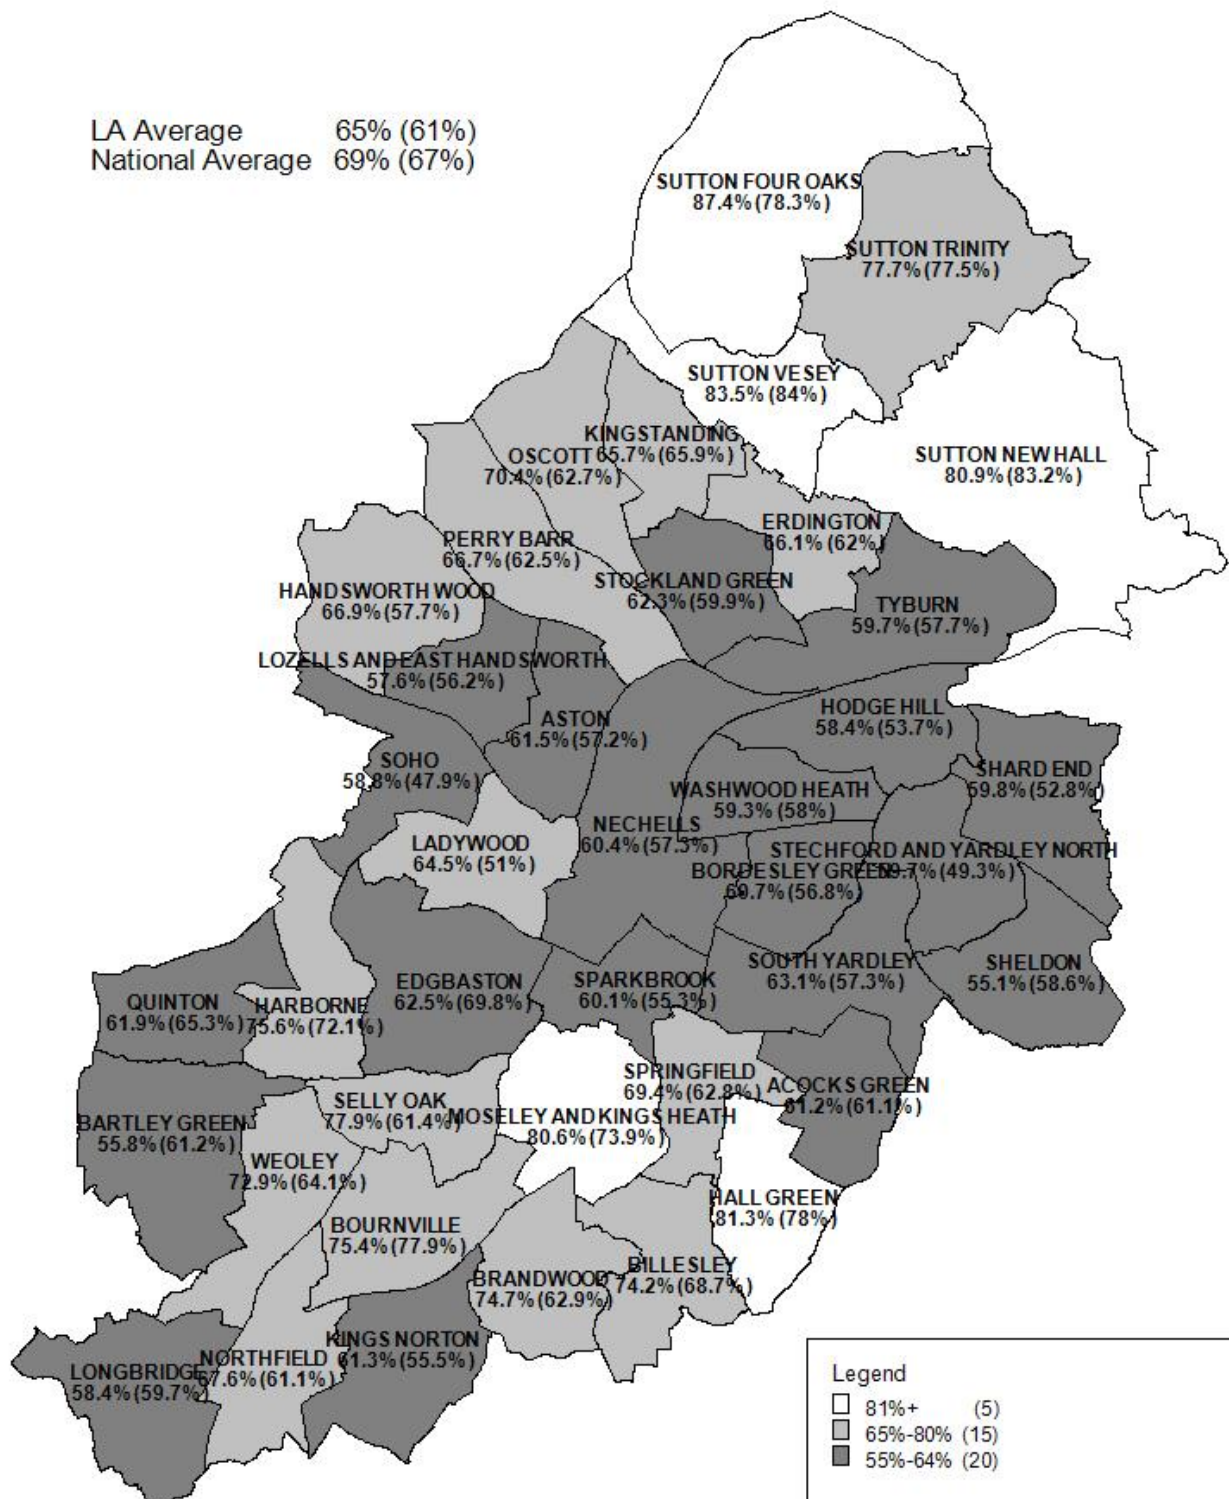 LA Average 65% (61%)
National Average 69% (67%)
SUTTON FOUR OAKS
87.4% (78.3%)
SUTTON TRINITY
77.7% (77.5%)
SUTTON VESEY
83.5% (84%)
SUTTON NEW HALL
80.9% (83.2%)
KINGSTANDING
65.7% (65.9%)
OSCOTT
70.4% (62.7%)
ERDINGTON
66.1% (62%)
PERRY BARR
66.7% (62.5%)
STOCKLAND GREEN
62.3% (59.9%)
HANDSWORTH WOOD
66.9% (57.7%)
TYBURN
59.7% (57.7%)
LOZELLS AND EAST HANDSWORTH
57.6% (56.2%)
HODGE HILL
58.4% (53.7%)
ASTON
61.5% (57.2%)
SOHO
58.8% (47.9%)
SHARD END
59.8% (52.8%)
WASHWOOD HEATH
59.3% (58%)
NECHELLS
60.4% (57.3%)
LADYWOOD
64.5% (51%)
STECHFORD AND YARDLEY NORTH
59.7% (49.3%)
BORDESLEY GREEN
60.7% (56.8%)
SOUTH YARDLEY
63.1% (57.3%)
SHELDON
55.1% (58.6%)
EDGBASTON
62.5% (69.8%)
SPARKBROOK
60.1% (55.3%)
QUINTON
61.9% (65.3%)
HARBORNE
75.6% (72.1%)
SPRINGFIELD
69.4% (62.8%)
ACOCKS GREEN
61.2% (61.1%)
SELLY OAK
77.9% (61.4%)
MOSELEY AND KINGS HEATH
80.6% (73.9%)
BARTLEY GREEN
55.8% (61.2%)
WEOLEY
72.9% (64.1%)
HALL GREEN
81.3% (78%)
BOURNVILLE
75.4% (77.9%)
BILLESLEY
74.2% (68.7%)
BRANDWOOD
74.7% (62.9%)
KINGS NORTON
61.3% (55.5%)
NORTHFIELD
67.6% (61.1%)
LONGBRIDGE
58.4% (59.7%)
Legend
81%+ (5)
65%-80% (15)
55%-64% (20)